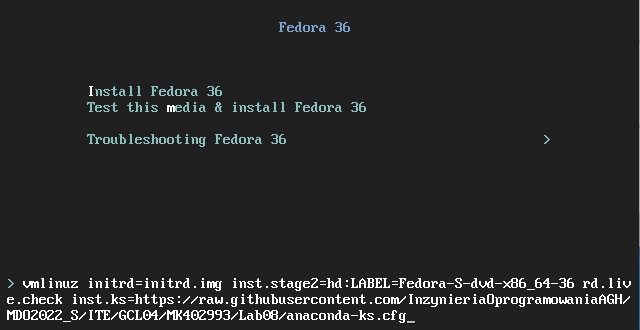 Fedora 36
Install Fedora 36
Test this media & install Fedora 36
Troubleshooting Fedora 36 >
> vmlinuz initrd=initrd.img inst.stage2=hd:LABEL=Fedora-S-dvd-x86_64-36 rd.liv
e.check inst.ks=https://raw.githubusercontent.com/InzynieriaOprogramowaniaAGH/
MDO2022_S/ITE/GCL04/MK402993/Lab08/anaconda-ks.cfg_